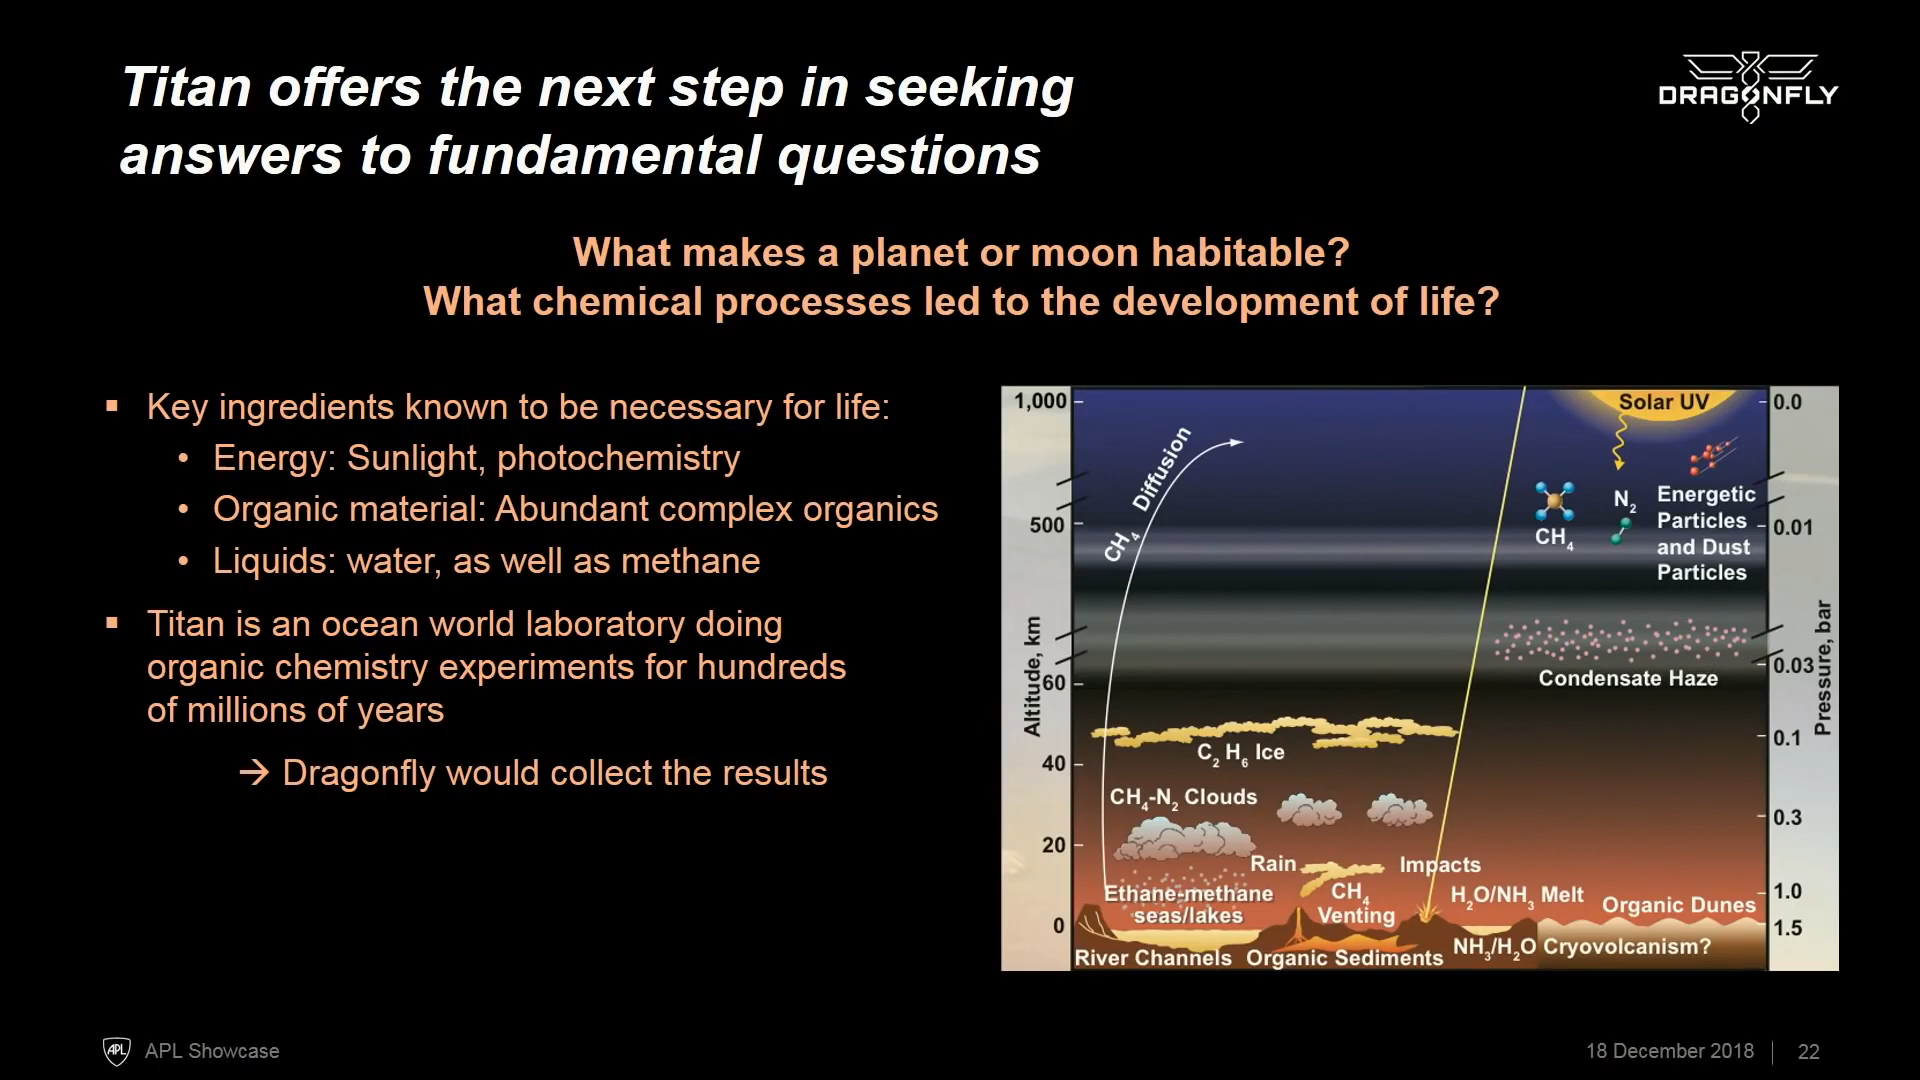 Titan offers the next step in seeking
answers to fundamental questions
DRAGONFLY
What makes a planet or moon habitable?
What chemical processes led to the development of life?
▪ Key ingredients known to be necessary for life:
• Energy: Sunlight, photochemistry
• Organic material: Abundant complex organics
• Liquids: water, as well as methane
▪ Titan is an ocean world laboratory doing
organic chemistry experiments for hundreds
of millions of years
→ Dragonfly would collect the results
Altitude, km
1,000
500
60
40
20
0
CH₄ Diffusion
Solar UV
CH₄
N₂
Energetic
Particles
and Dust
Particles
Condensate Haze
C₂ H₆ Ice
CH₄-N₂ Clouds
Rain
Impacts
Ethane-methane
seas/lakes
CH₄
Venting
H₂O/NH₃ Melt
Organic Dunes
River Channels
Organic Sediments
NH₃/H₂O Cryovolcanism?
0.0
0.01
0.03
0.1
0.3
1.0
1.5
Pressure, bar
APL
APL Showcase
18 December 2018
22